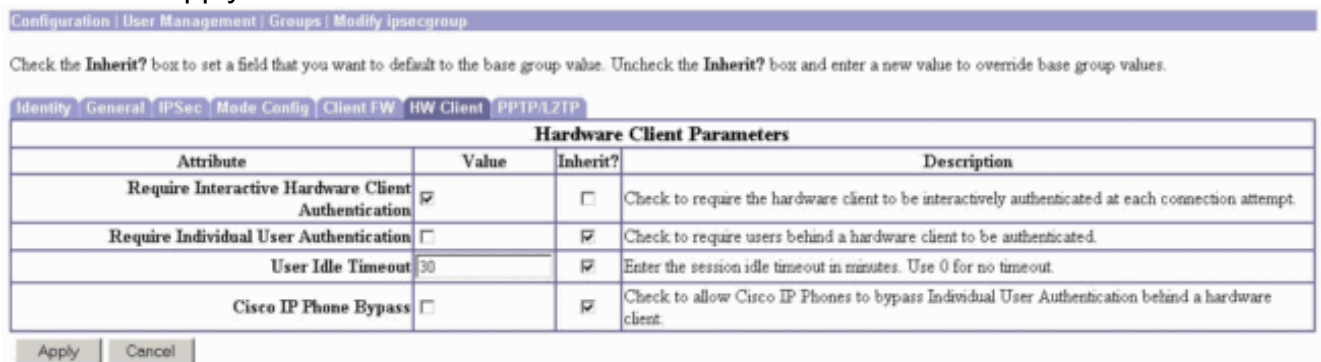 Configuration | User Management | Groups | Modify ipsecgroup
Check the Inherit? box to set a field that you want to default to the base group value. Uncheck the Inherit? box and enter a new value to override base group values.
Identity General IPSec Mode Config Client FW HW Client PPTP/L2TP
Hardware Client Parameters
Attribute Value Inherit? Description
Require Interactive Hardware Client
Authentication
Check to require the hardware client to be interactively authenticated at each connection attempt.
Require Individual User Authentication Check to require users behind a hardware client to be authenticated.
User Idle Timeout 30 Enter the session idle timeout in minutes. Use 0 for no timeout.
Cisco IP Phone Bypass
Check to allow Cisco IP Phones to bypass Individual User Authentication behind a hardware
client.
Apply Cancel